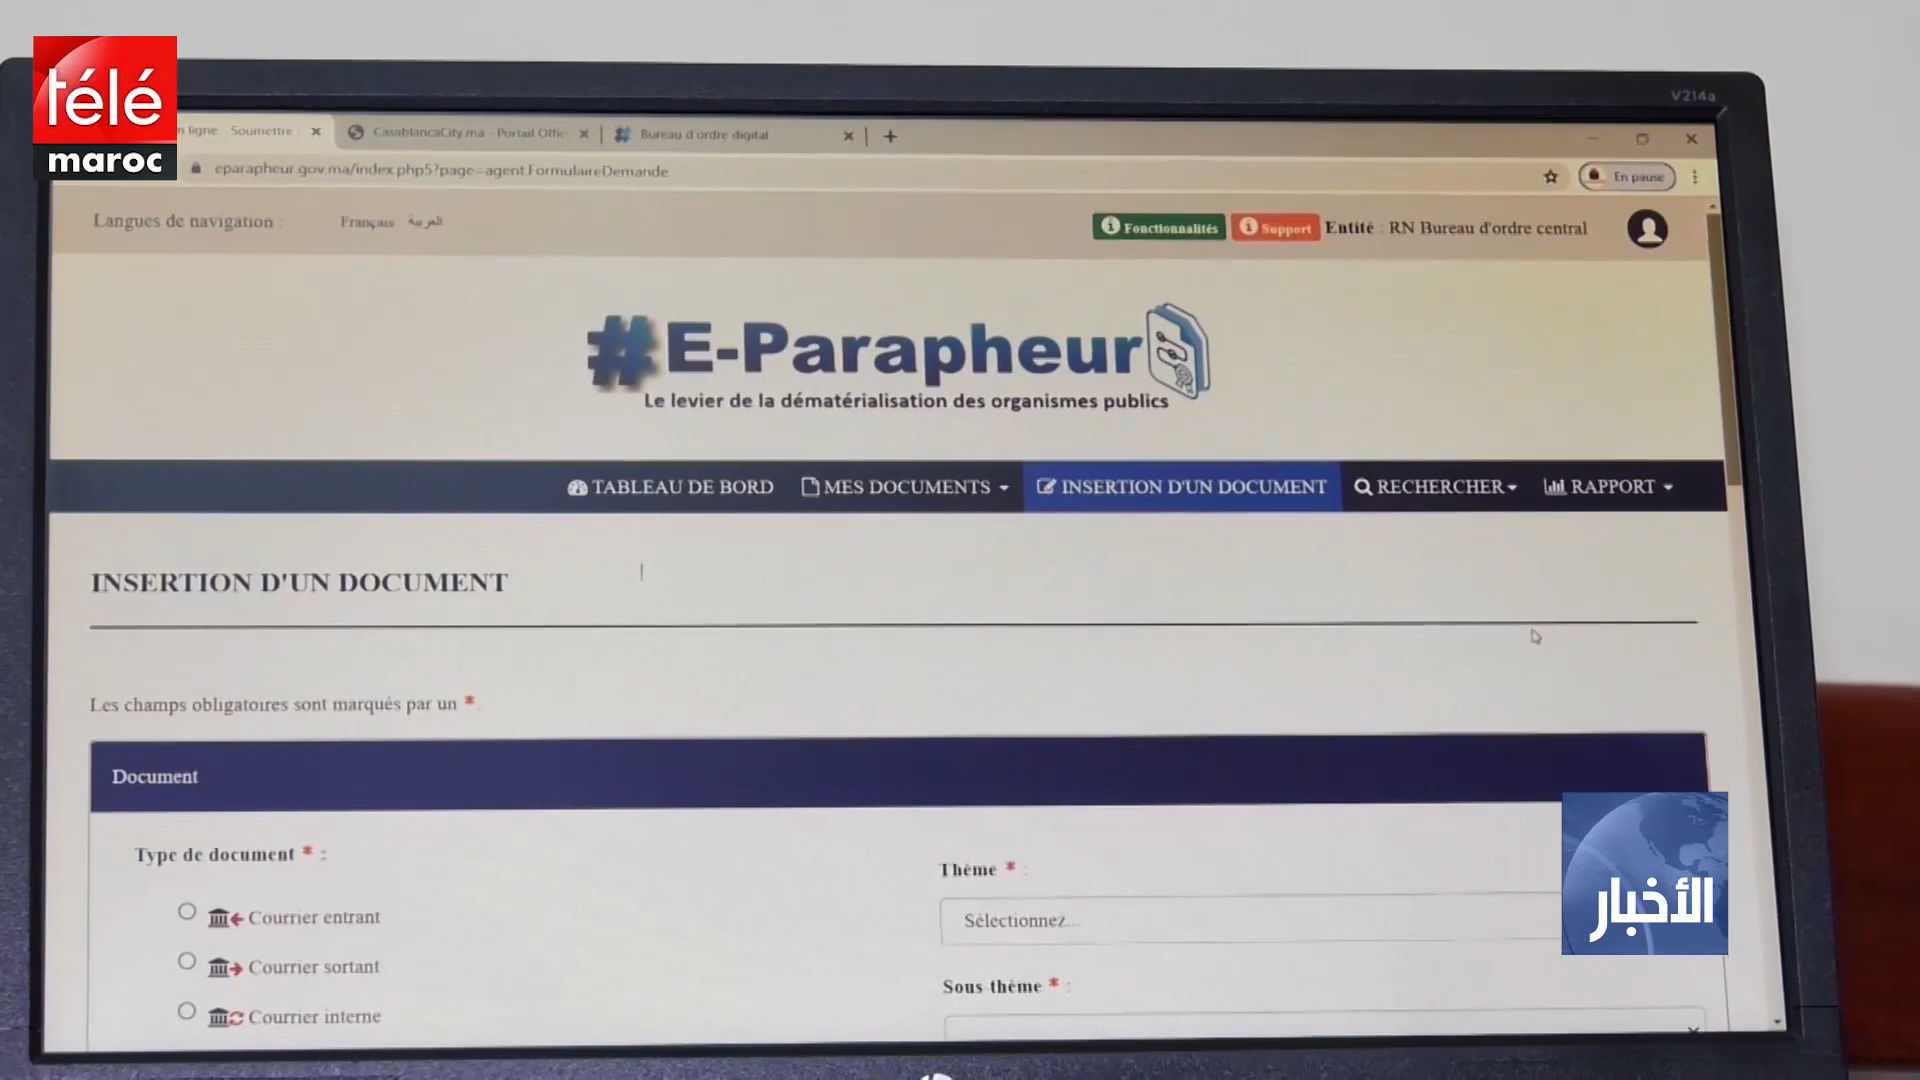 télé
maroc
V214a
n ligne Soumettre
CasablancaCity.ma - Portail Offic
Bureau d'ordre digital
eparapheur.gov.ma/index.php5?page=agent.FormulaireDemande
En pause
Langues de navigation :
Français
العربية
Fonctionnalités
Support
Entité : RN Bureau d'ordre central
#E-Parapheur
Le levier de la dématérialisation des organismes publics
TABLEAU DE BORD
MES DOCUMENTS
INSERTION D'UN DOCUMENT
RECHERCHER
RAPPORT
INSERTION D'UN DOCUMENT
Les champs obligatoires sont marqués par un *.
Document
Type de document * :
Courrier entrant
Courrier sortant
Courrier interne
Thème * :
Sélectionnez...
Sous-thème * :
الأخبار